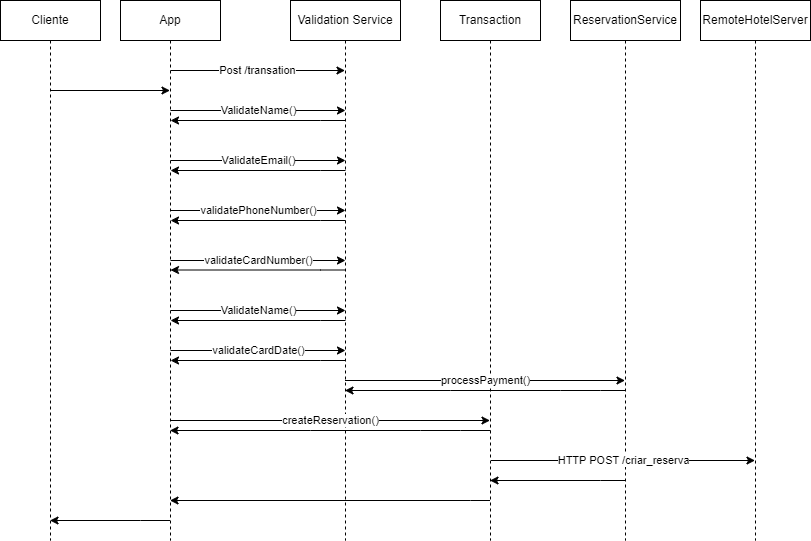 Cliente
App
Validation Service
Transaction
ReservationService
RemoteHotelServer
Post /transation
ValidateName()
ValidateEmail()
validatePhoneNumber()
validateCardNumber()
ValidateName()
validateCardDate()
processPayment()
createReservation()
HTTP POST /criar_reserva